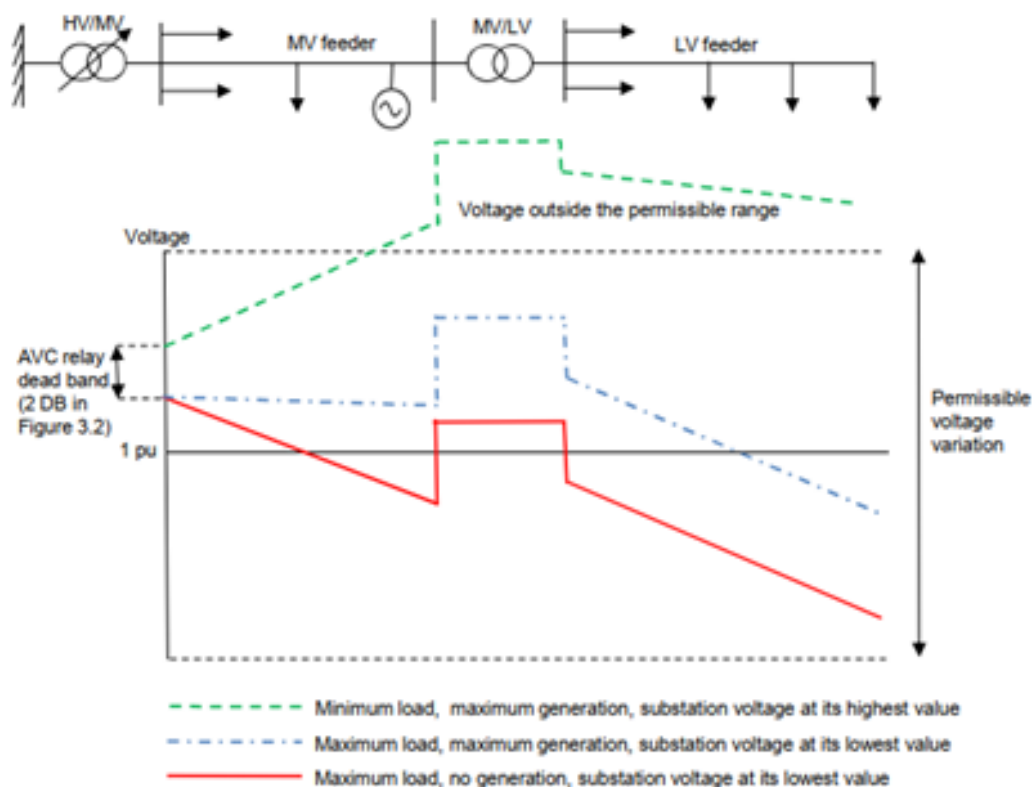 HV/MV
MV feeder
MV/LV
LV feeder
Voltage outside the permissible range
Voltage
AVC relay
dead band
(2 DB in
Figure 3.2)
1 pu
Permissible
voltage
variation
Minimum load, maximum generation, substation voltage at its highest value
Maximum load, maximum generation, substation voltage at its lowest value
Maximum load, no generation, substation voltage at its lowest value